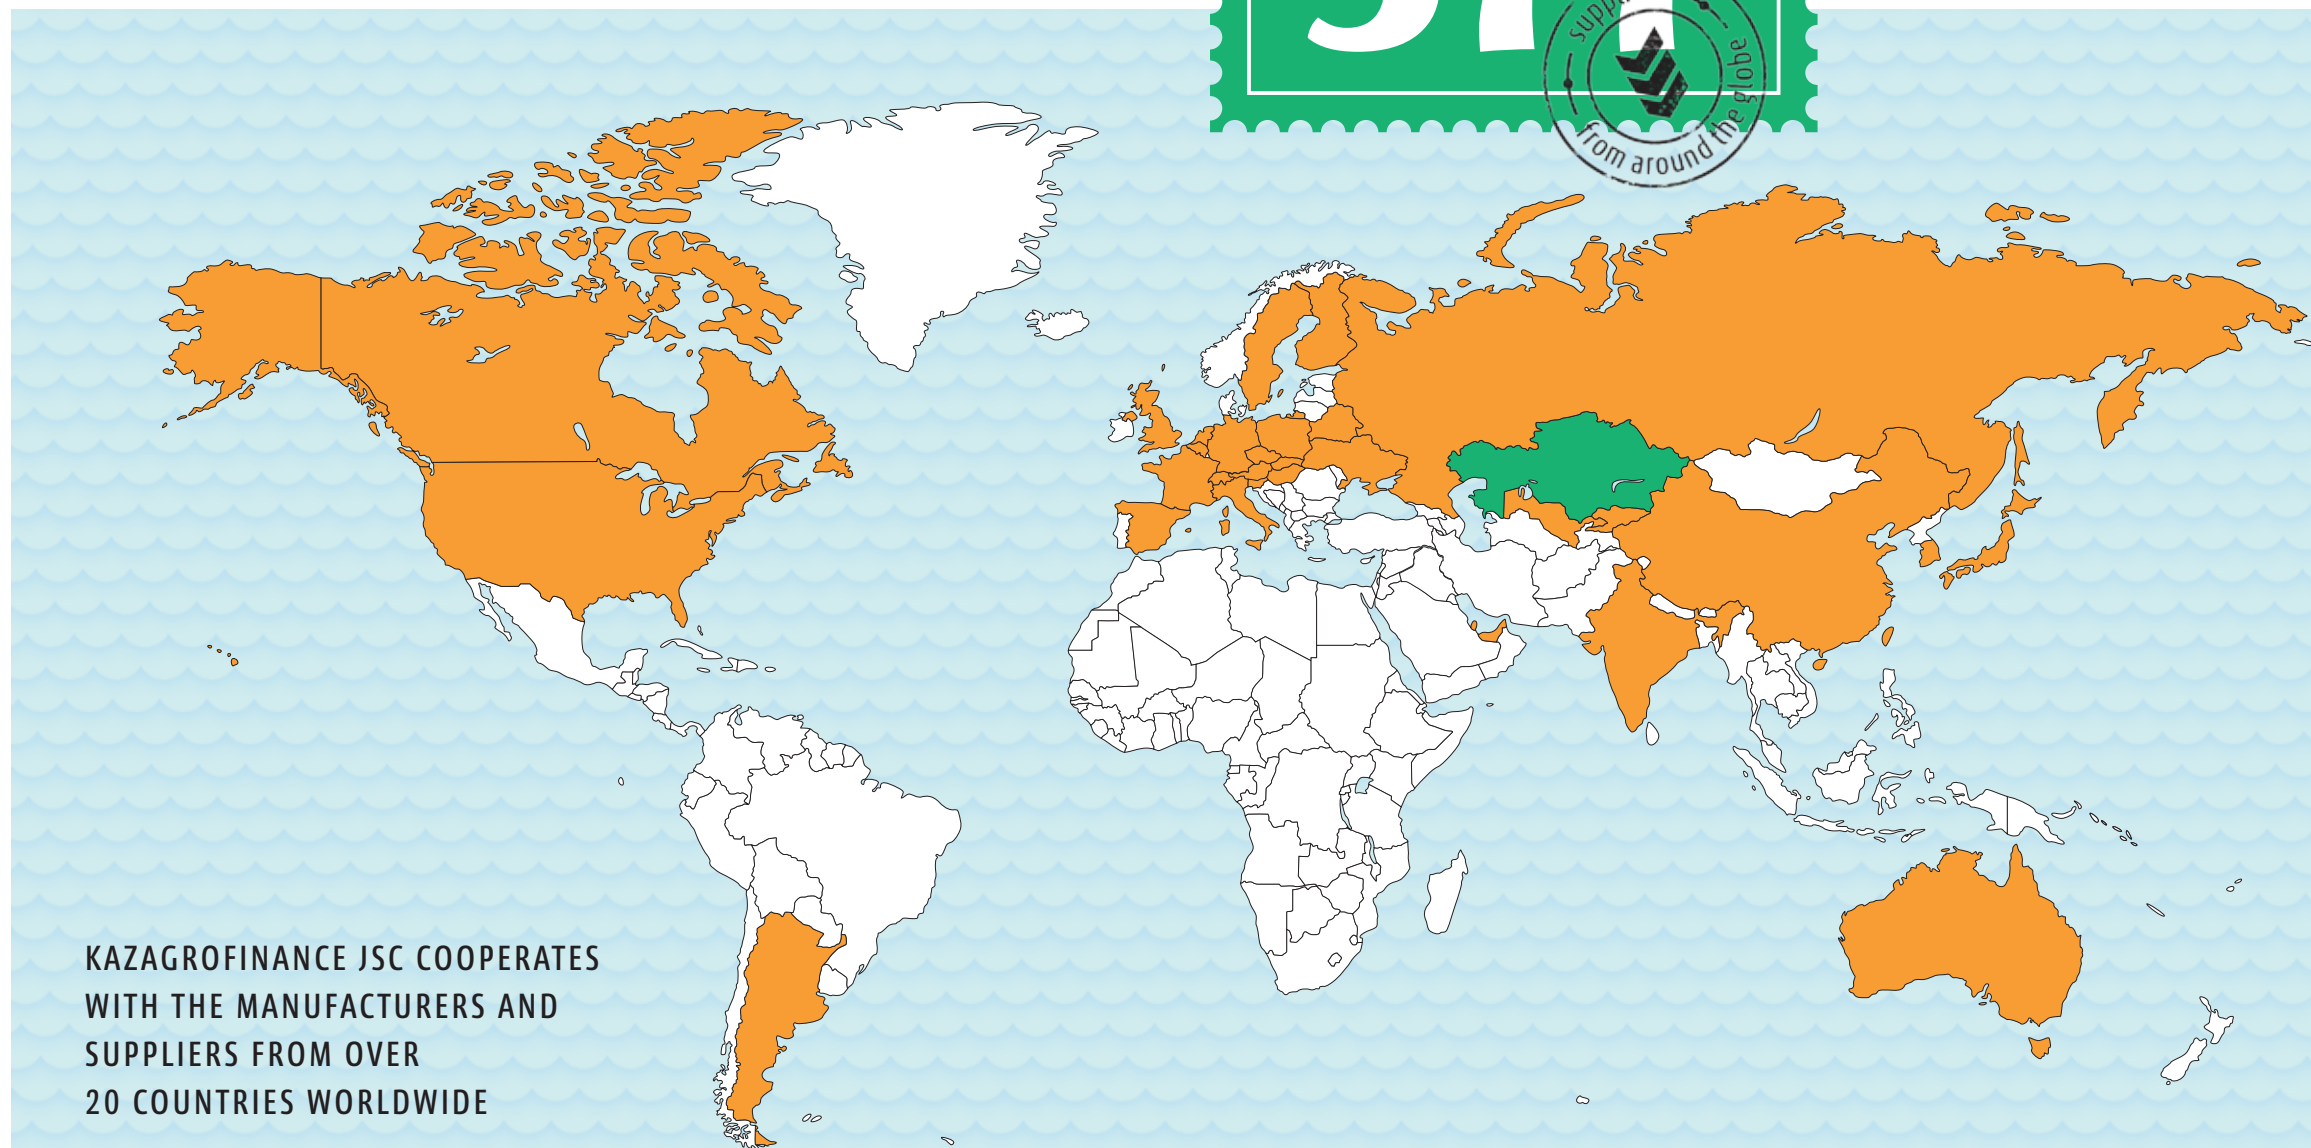 from around the globe
KAZAGROFINANCE JSC COOPERATES
WITH THE MANUFACTURERS AND
SUPPLIERS FROM OVER
20 COUNTRIES WORLDWIDE